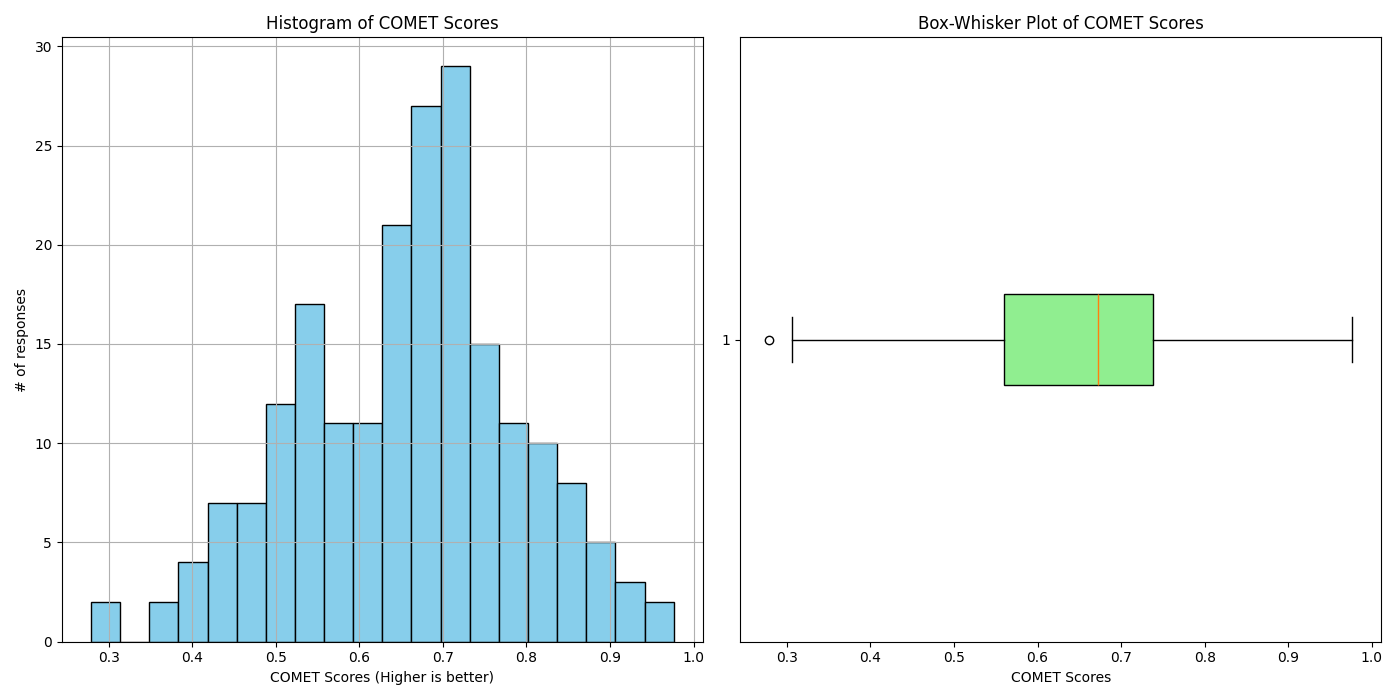 Histogram of COMET Scores
30
25
20
15
10
5
0
# of responses
0.3 0.4 0.5 0.6 0.7 0.8 0.9 1.0
COMET Scores (Higher is better)
Box-Whisker Plot of COMET Scores
1
0.3 0.4 0.5 0.6 0.7 0.8 0.9 1.0
COMET Scores